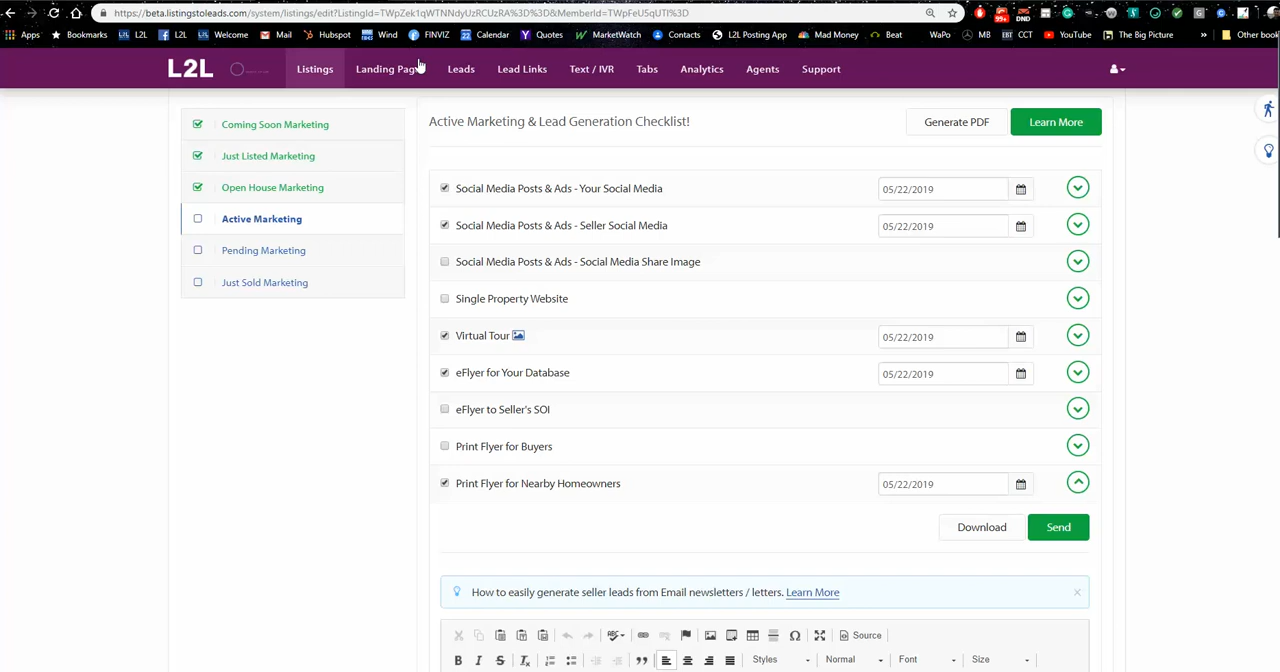 https://beta.listingstoleads.com/system/listings/edit?ListingId=TWpZek1qWTNNdyUzRCUzRA%3D%3D&MemberId=TWpFeU5qUTI%3D
Apps Bookmarks L2L L2L Welcome Mail Hubspot Wind FINVIZ Calendar Quotes MarketWatch Contacts L2L Posting App Mad Money Beat WaPo MB CCT YouTube The Big Picture » Other book
L2L Listings Landing Pag Leads Lead Links Text / IVR Tabs Analytics Agents Support
Coming Soon Marketing
Just Listed Marketing
Open House Marketing
Active Marketing
Pending Marketing
Just Sold Marketing
Active Marketing & Lead Generation Checklist! Generate PDF Learn More
Social Media Posts & Ads - Your Social Media 05/22/2019
Social Media Posts & Ads - Seller Social Media 05/22/2019
Social Media Posts & Ads - Social Media Share Image
Single Property Website
Virtual Tour 05/22/2019
eFlyer for Your Database 05/22/2019
eFlyer to Seller's SOI
Print Flyer for Buyers
Print Flyer for Nearby Homeowners 05/22/2019
Download Send
How to easily generate seller leads from Email newsletters / letters. Learn More ×
Source
B I S Styles Normal Font Size